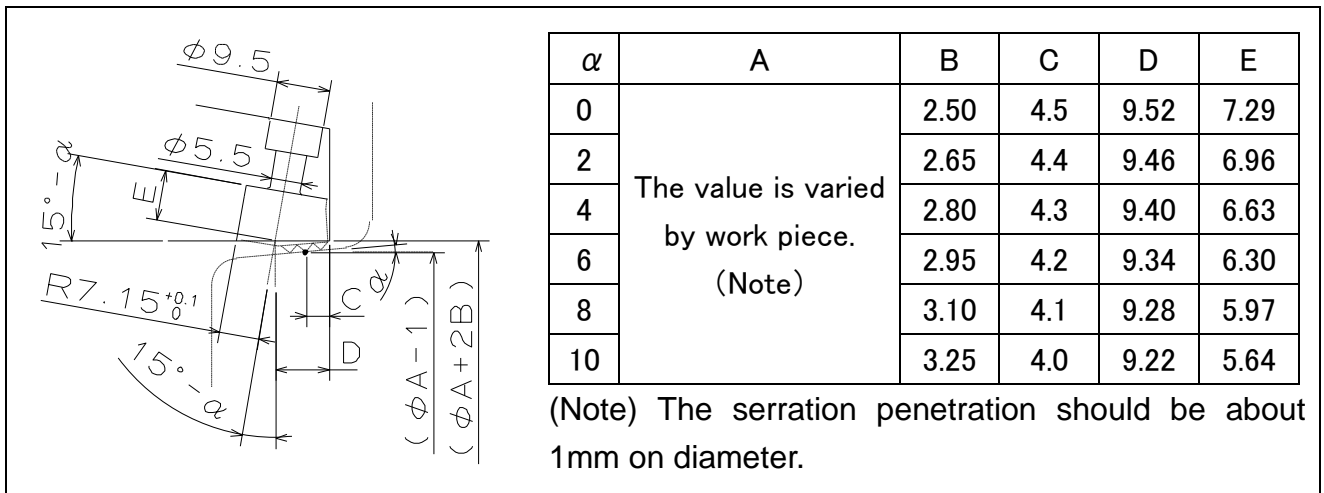 φ9.5
φ5.5
15°-α
E
R7.15 +0.1 0
15°-α
C
α
D
(φA-1)
(φA+2B)
α A B C D E
0 2.50 4.5 9.52 7.29
2 2.65 4.4 9.46 6.96
4 2.80 4.3 9.40 6.63
6 2.95 4.2 9.34 6.30
8 3.10 4.1 9.28 5.97
10 3.25 4.0 9.22 5.64
The value is varied
by work piece.
(Note)
(Note) The serration penetration should be about
1mm on diameter.